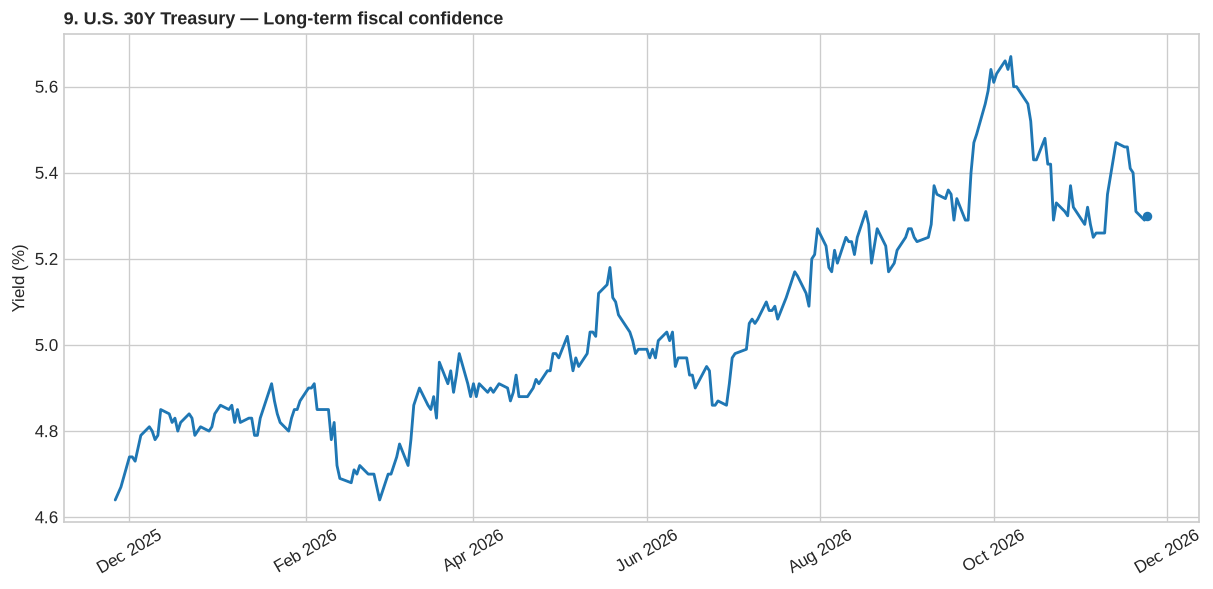 9. U.S. 30Y Treasury — Long-term fiscal confidence
Yield (%)
5.6
5.4
5.2
5.0
4.8
4.6
Dec 2025
Feb 2026
Apr 2026
Jun 2026
Aug 2026
Oct 2026
Dec 2026